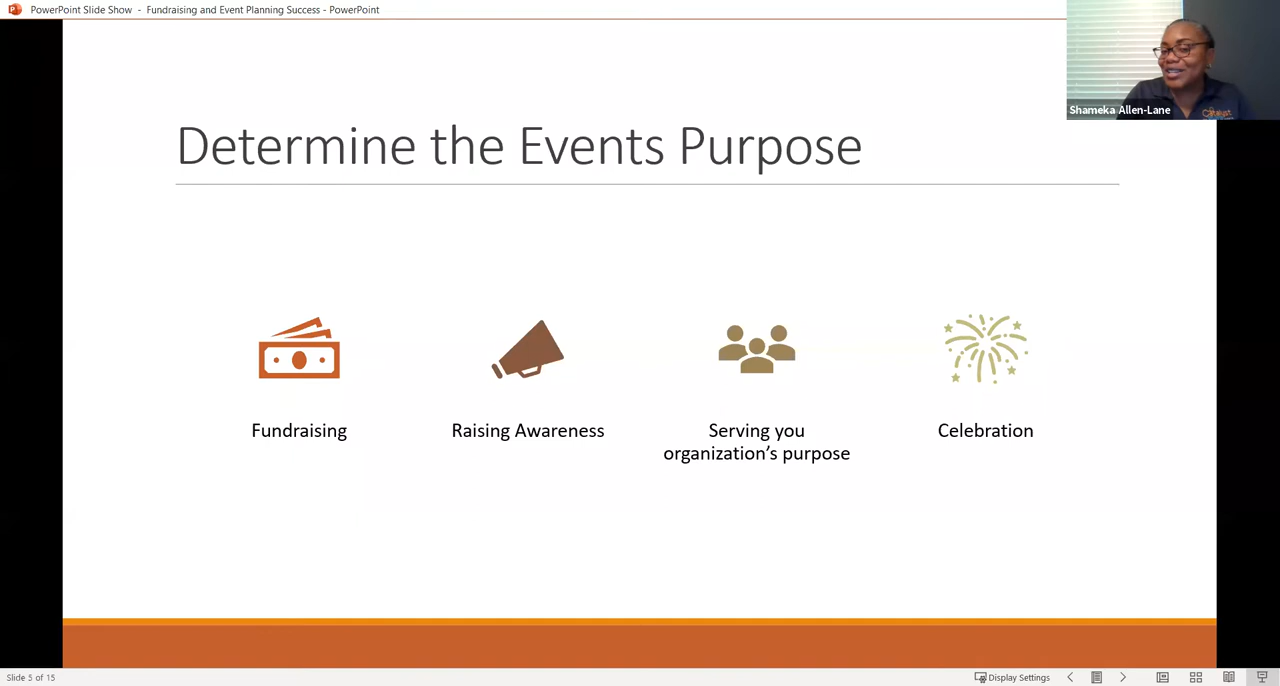 PowerPoint Slide Show - Fundraising and Event Planning Success - PowerPoint
Shameka Allen-Lane
Determine the Events Purpose
Fundraising
Raising Awareness
Serving you
organization's purpose
Celebration
Slide 5 of 15
Display Settings